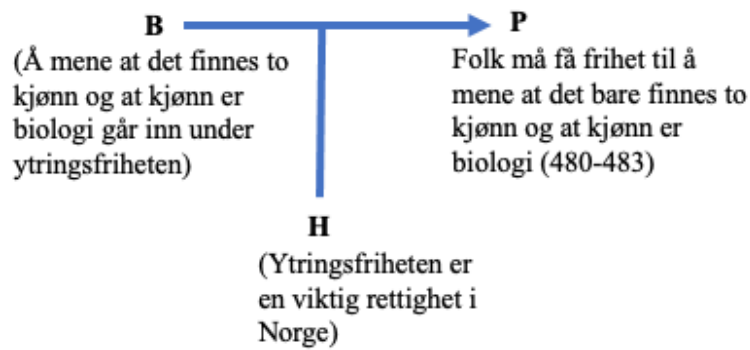 B
(Å mene at det finnes to
kjønn og at kjønn er
biologi går inn under
ytringsfriheten)
P
Folk må få frihet til å
mene at det bare finnes to
kjønn og at kjønn er
biologi (480-483)
H
(Ytringsfriheten er
en viktig rettighet i
Norge)